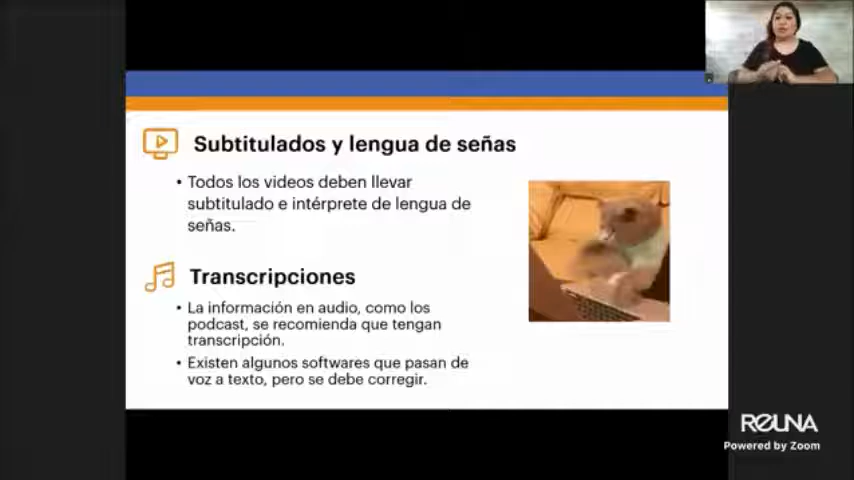 Subtitulados y lengua de señas
• Todos los videos deben llevar
subtitulado e intérprete de lengua de
señas.
Transcripciones
• La información en audio, como los
podcast, se recomienda que tengan
transcripción.
• Existen algunos softwares que pasan de
voz a texto, pero se debe corregir.
REUNA
Powered by Zoom